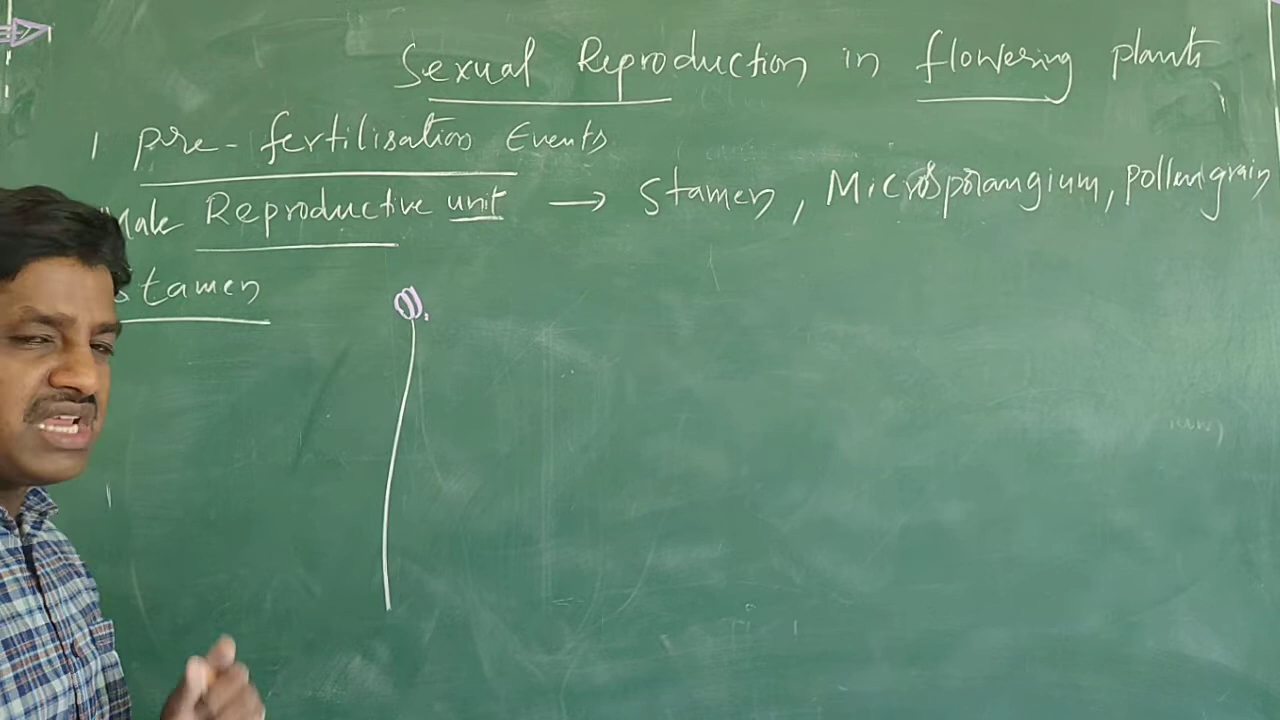 Sexual Reproduction in flowering plants
1 Pre-fertilisation Events
Male Reproductive unit → Stamen, Microsporangium, pollengrain
Stamen